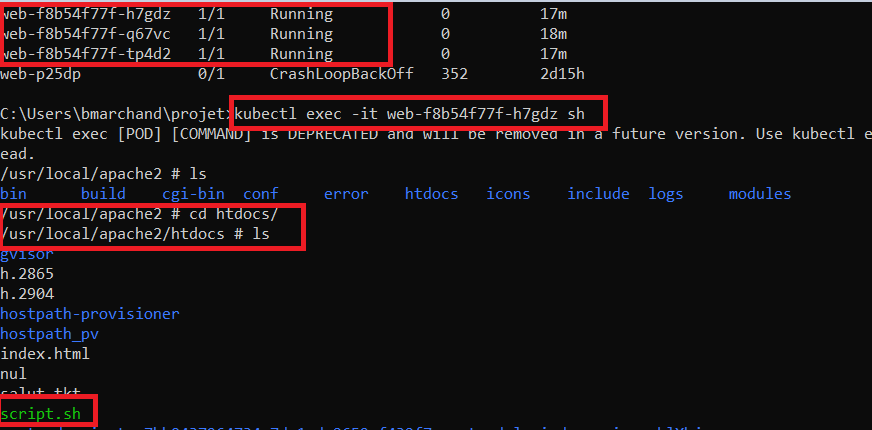 web-f8b54f77f-h7gdz 1/1 Running 0 17m
web-f8b54f77f-q67vc 1/1 Running 0 18m
web-f8b54f77f-tp4d2 1/1 Running 0 17m
web-p25dp 0/1 CrashLoopBackOff 352 2d15h
C:\Users\bmarchand\projet>kubectl exec -it web-f8b54f77f-h7gdz sh
kubectl exec [POD] [COMMAND] is DEPRECATED and will be removed in a future version. Use kubectl e
ead.
/usr/local/apache2 # ls
bin build cgi-bin conf error htdocs icons include logs modules
/usr/local/apache2 # cd htdocs/
/usr/local/apache2/htdocs # ls
gvisor
h.2865
h.2904
hostpath-provisioner
hostpath_pv
index.html
nul
salut.tkt
script.sh